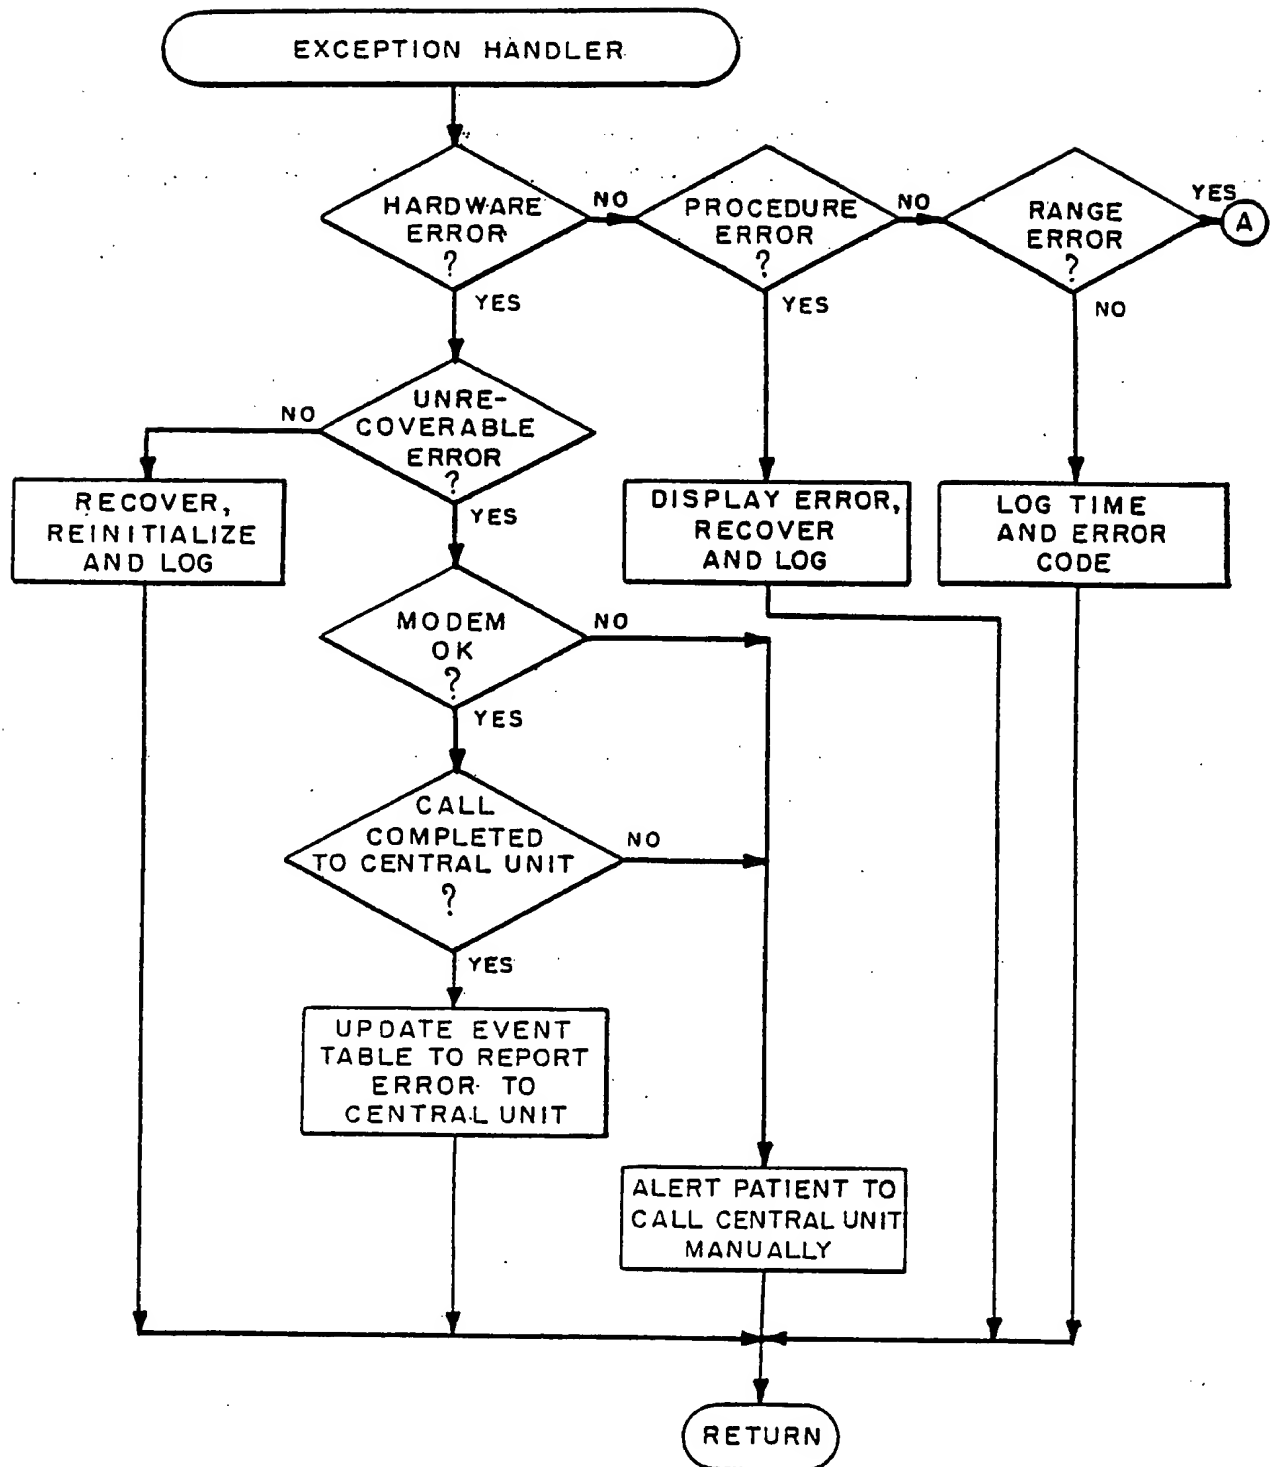 EXCEPTION HANDLER
HARDWARE
ERROR
?
NO
YES
PROCEDURE
ERROR
?
NO
YES
RANGE
ERROR
?
YES
A
NO
UNRE-
COVERABLE
ERROR
?
NO
YES
RECOVER,
REINITIALIZE
AND LOG
DISPLAY ERROR,
RECOVER
AND LOG
LOG TIME
AND ERROR
CODE
MODEM
OK
?
NO
YES
CALL
COMPLETED
TO CENTRAL UNIT
?
NO
YES
UPDATE EVENT
TABLE TO REPORT
ERROR TO
CENTRAL UNIT
ALERT PATIENT TO
CALL CENTRAL UNIT
MANUALLY
RETURN